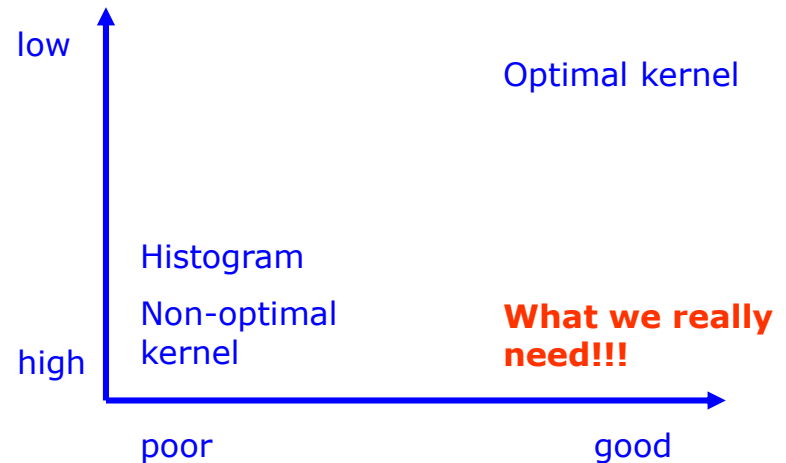 low
Optimal kernel
Histogram
Non-optimal
kernel
What we really
need!!!
high
poor
good